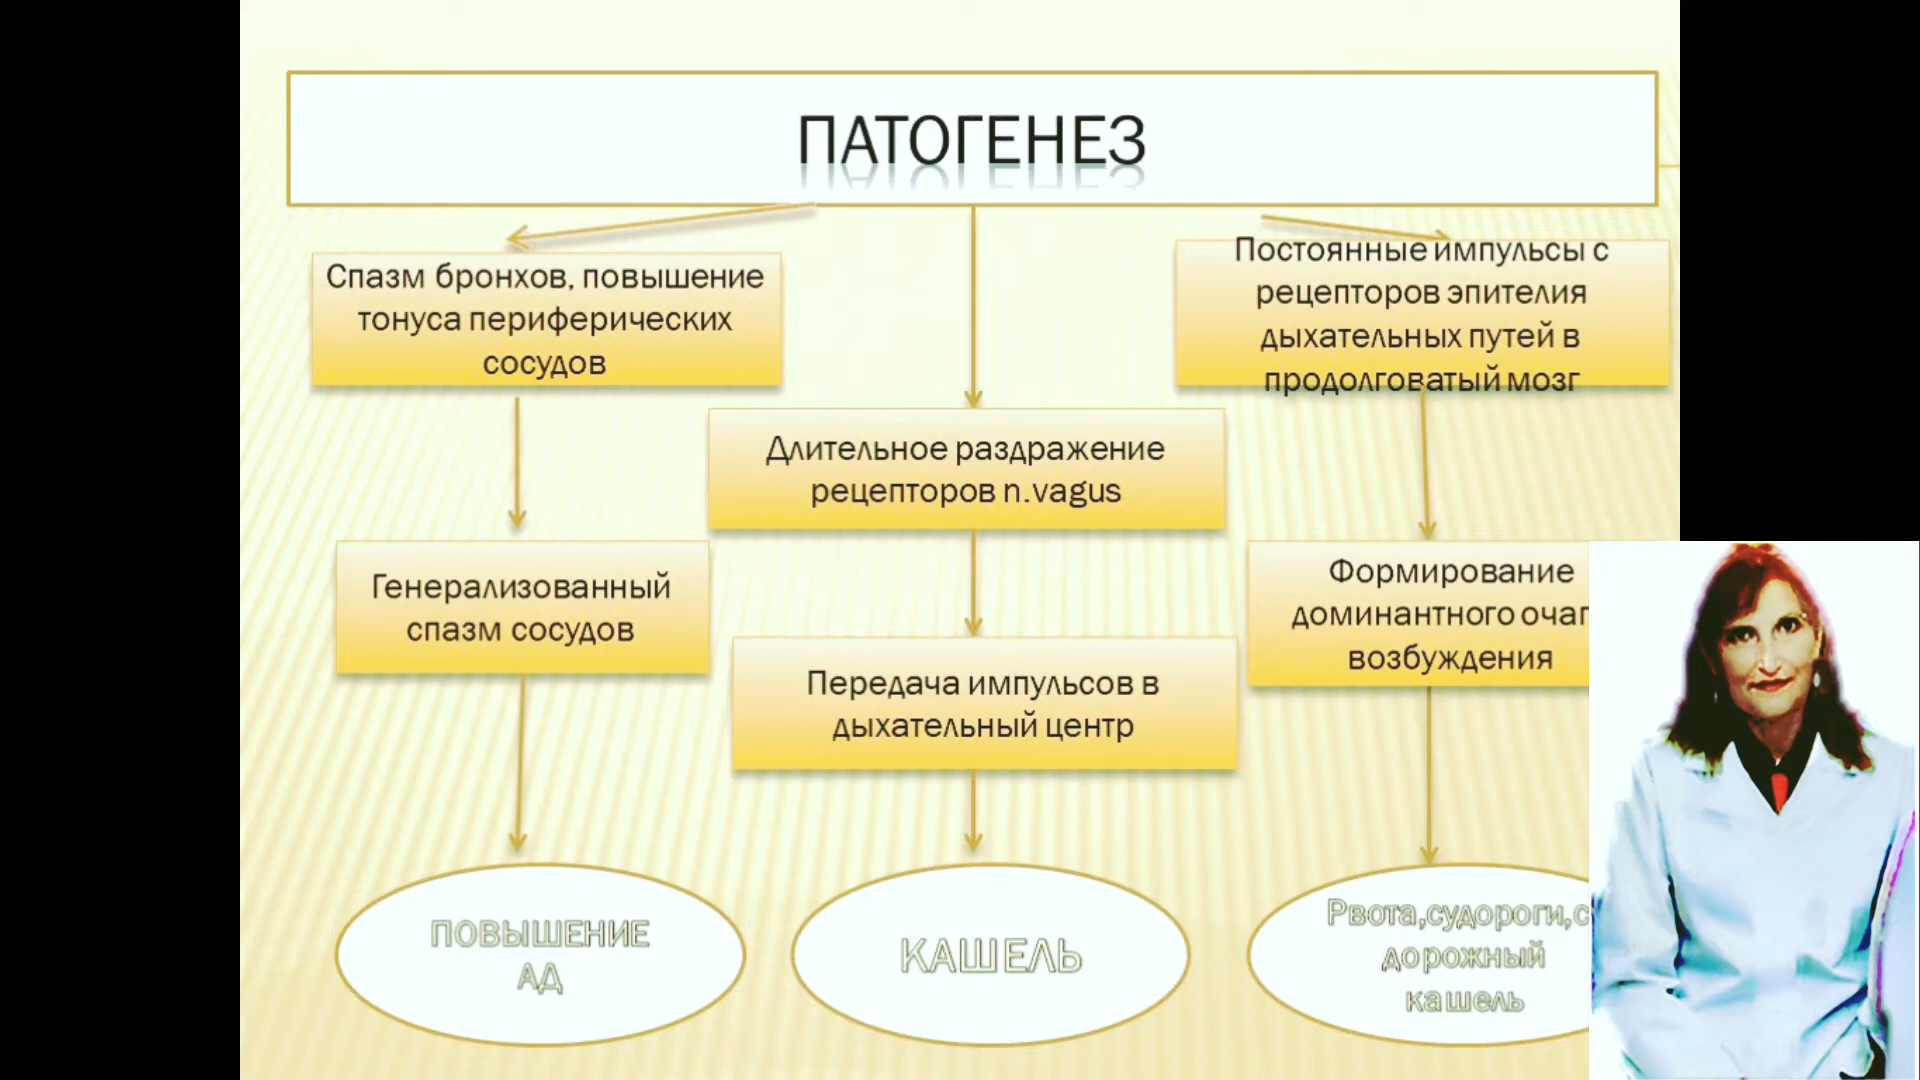 ПАТОГЕНЕЗ
Спазм бронхов, повышение
тонуса периферических
сосудов
Генерализованный
спазм сосудов
ПОВЫШЕНИЕ
АД
Длительное раздражение
рецепторов n.vagus
Передача импульсов в
дыхательный центр
КАШЕЛЬ
Постоянные импульсы с
рецепторов эпителия
дыхательных путей в
продолговатый мозг
Формирование
доминантного
возбуждения
Рвота,судороги,
дорожный
кашель